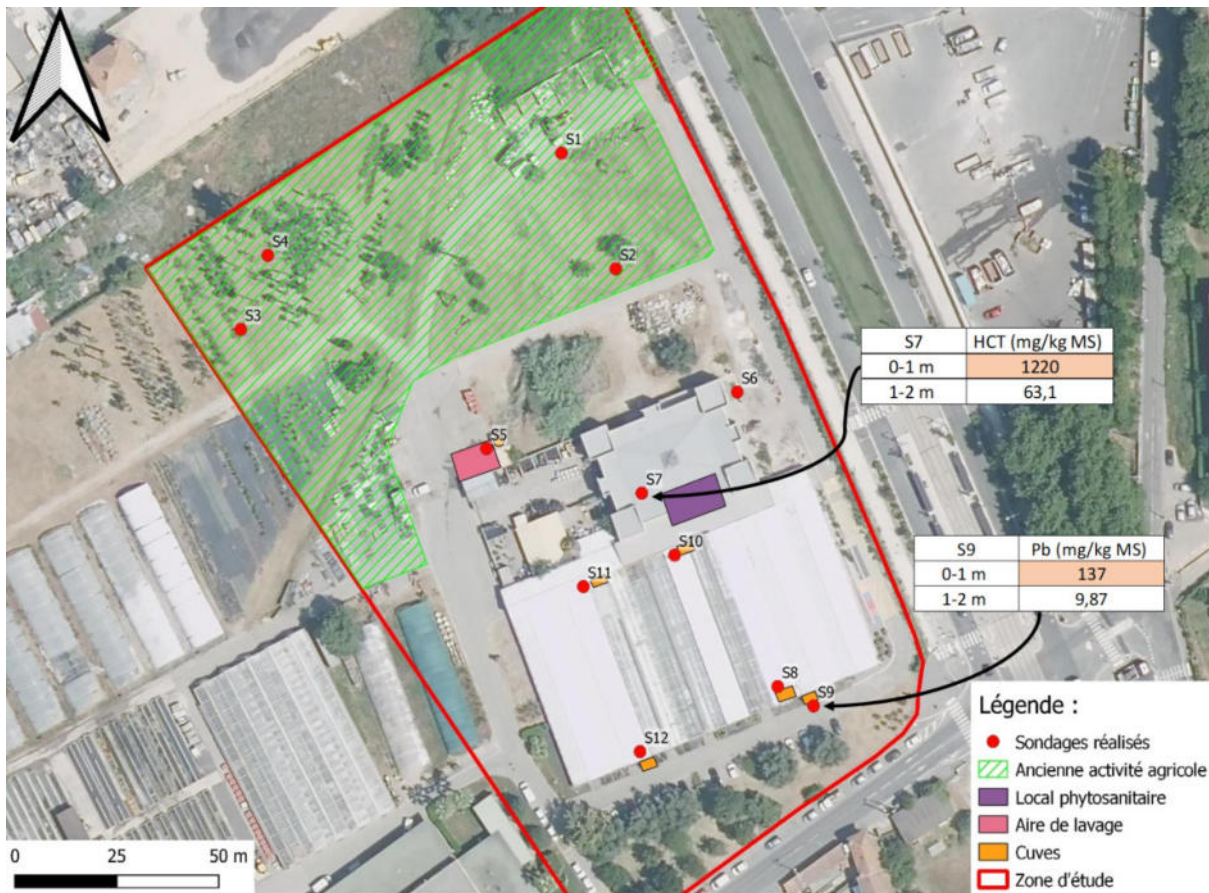 S1
S4
S2
S3
S7 HCT (mg/kg MS)
0-1 m 1220
1-2 m 63,1
S6
S5
S7
S10
S9 Pb (mg/kg MS)
0-1 m 137
1-2 m 9,87
S11
S8
S9
S12
Légende :
Sondages réalisés
Ancienne activité agricole
Local phytosanitaire
Aire de lavage
Cuves
Zone d'étude
0 25 50 m